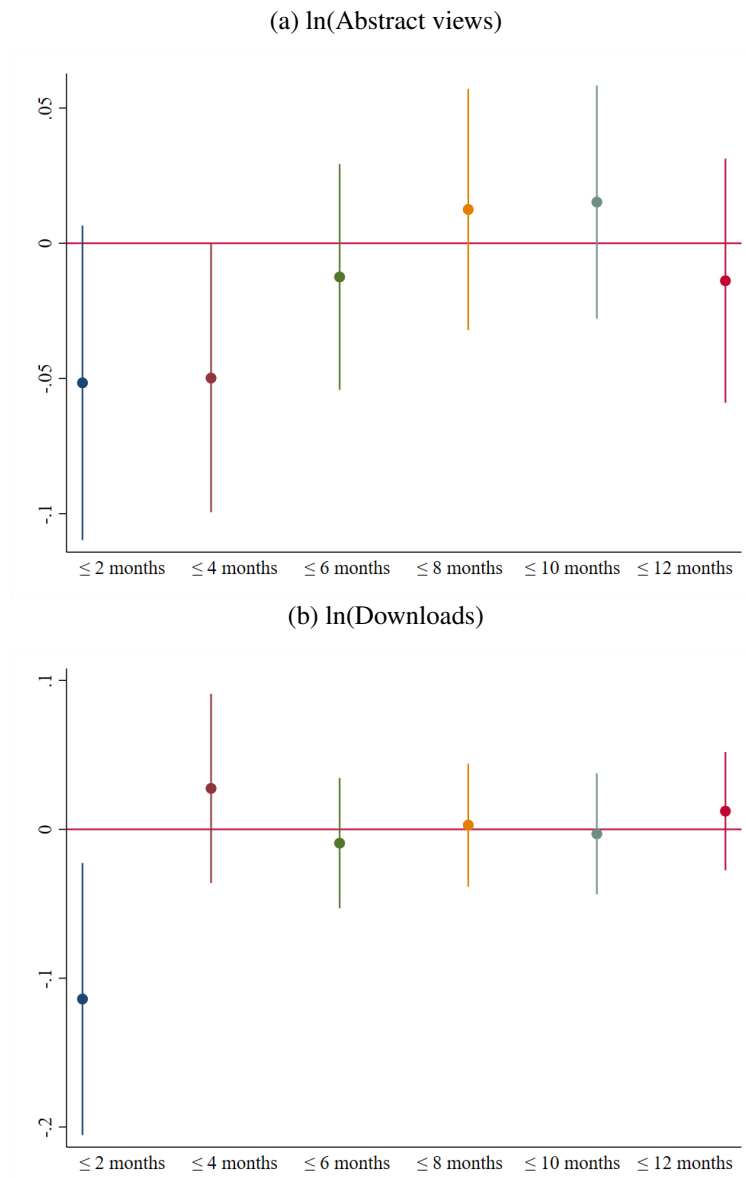 (a) ln(Abstract views)
.05
0
-.05
-.1
≤ 2 months ≤ 4 months ≤ 6 months ≤ 8 months ≤ 10 months ≤ 12 months
(b) ln(Downloads)
.1
0
-.1
-.2
≤ 2 months ≤ 4 months ≤ 6 months ≤ 8 months ≤ 10 months ≤ 12 months